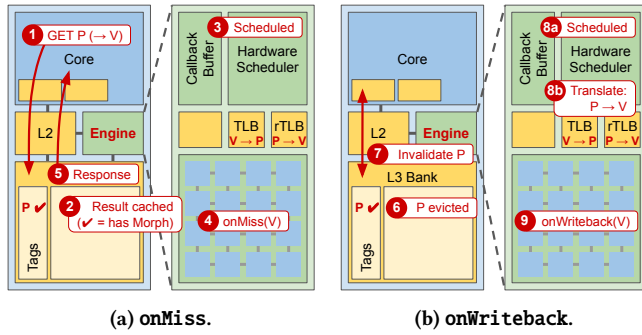 1 GET P (→ V)
Core
L2
Engine
5 Response
P ✔
2 Result cached
(✔ = has Morph)
Tags
3 Scheduled
Callback
Buffer
Hardware
Scheduler
TLB
V → P
rTLB
P → V
4 onMiss(V)
(a) onMiss.
Core
L2
Engine
7 Invalidate P
L3 Bank
P ✔
6 P evicted
Tags
8a Scheduled
Callback
Buffer
Hardware
Scheduler
8b Translate:
P → V
TLB
V → P
rTLB
P → V
9 onWriteback(V)
(b) onWriteback.